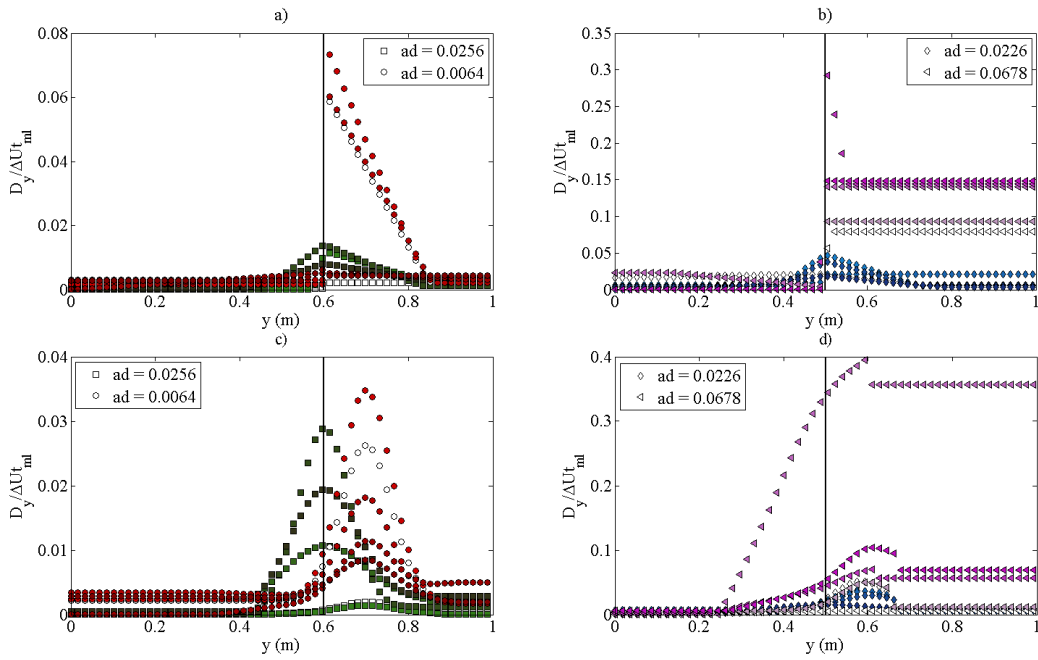 a)
0.08
0.06
0.04
0.02
0
D_y/ΔUt_ml
ad = 0.0256
ad = 0.0064
0 0.2 0.4 0.6 0.8 1
y (m)
b)
0.35
0.3
0.25
0.2
0.15
0.1
0.05
0
D_y/ΔUt_ml
ad = 0.0226
ad = 0.0678
0 0.2 0.4 0.6 0.8 1
y (m)
c)
0.04
0.03
0.02
0.01
0
D_y/ΔUt_ml
ad = 0.0256
ad = 0.0064
0 0.2 0.4 0.6 0.8 1
y (m)
d)
0.4
0.3
0.2
0.1
0
D_y/ΔUt_ml
ad = 0.0226
ad = 0.0678
0 0.2 0.4 0.6 0.8 1
y (m)